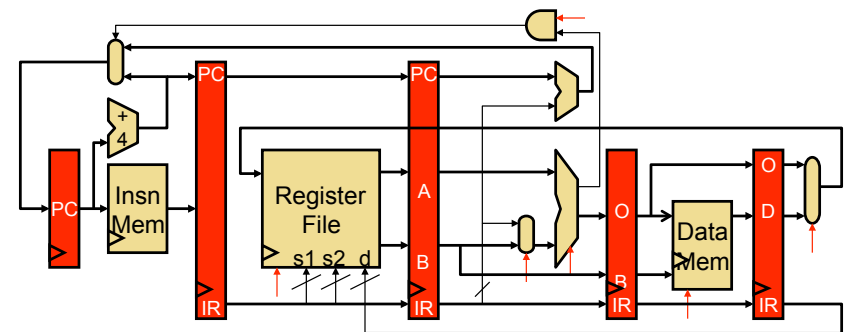 PC
PC
+
4
PC
Insn
Mem
Register
File
s1 s2 d
A
B
O
B
Data
Mem
O
D
IR
IR
IR
IR